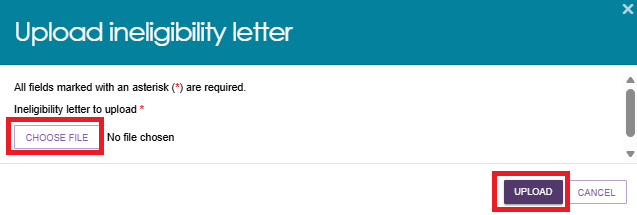 Upload ineligibility letter
All fields marked with an asterisk (*) are required.
Ineligibility letter to upload *
CHOOSE FILE No file chosen
UPLOAD CANCEL